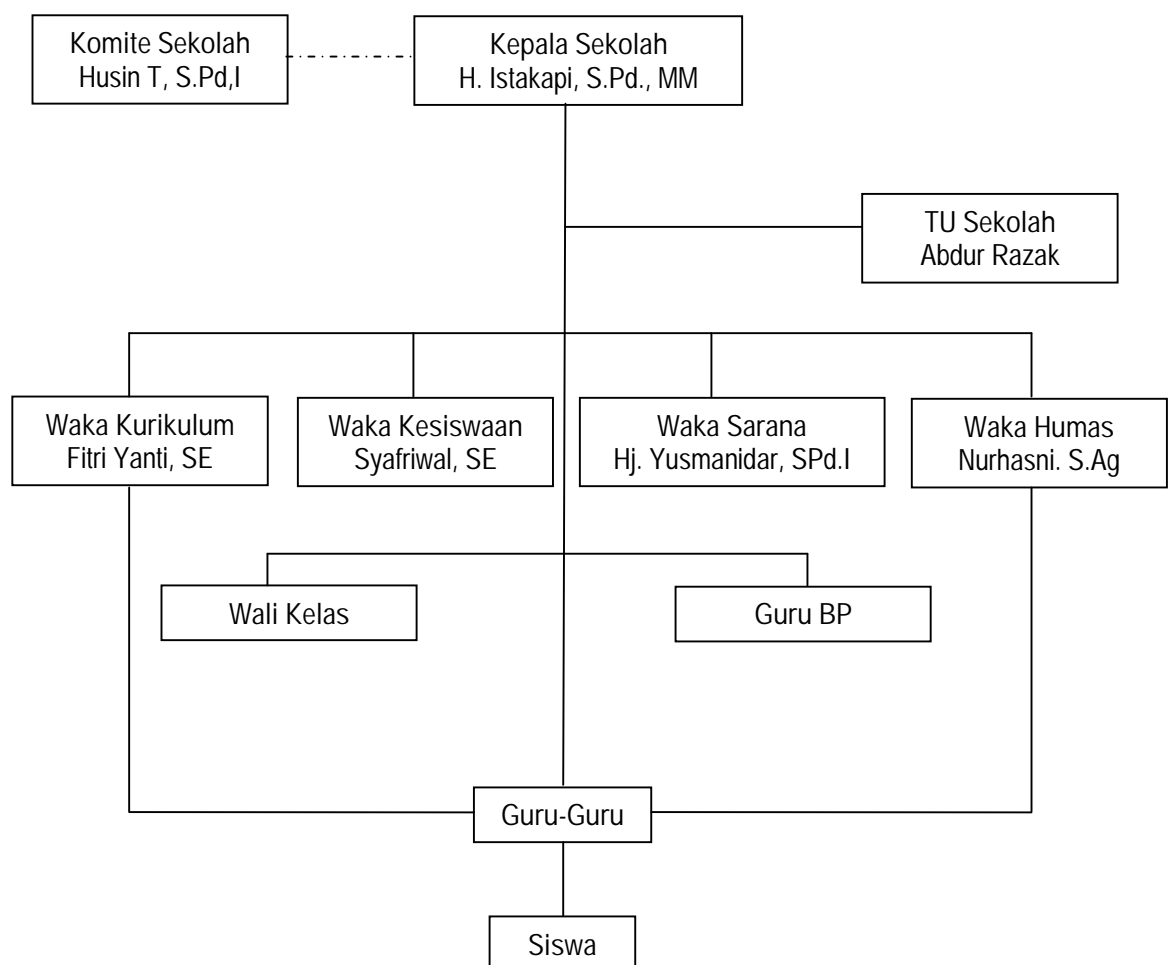 Komite Sekolah
Husin T, S.Pd,I
Kepala Sekolah
H. Istakapi, S.Pd., MM
TU Sekolah
Abdur Razak
Waka Kurikulum
Fitri Yanti, SE
Waka Kesiswaan
Syafriwal, SE
Waka Sarana
Hj. Yusmanidar, SPd.I
Waka Humas
Nurhasni. S.Ag
Wali Kelas
Guru BP
Guru-Guru
Siswa